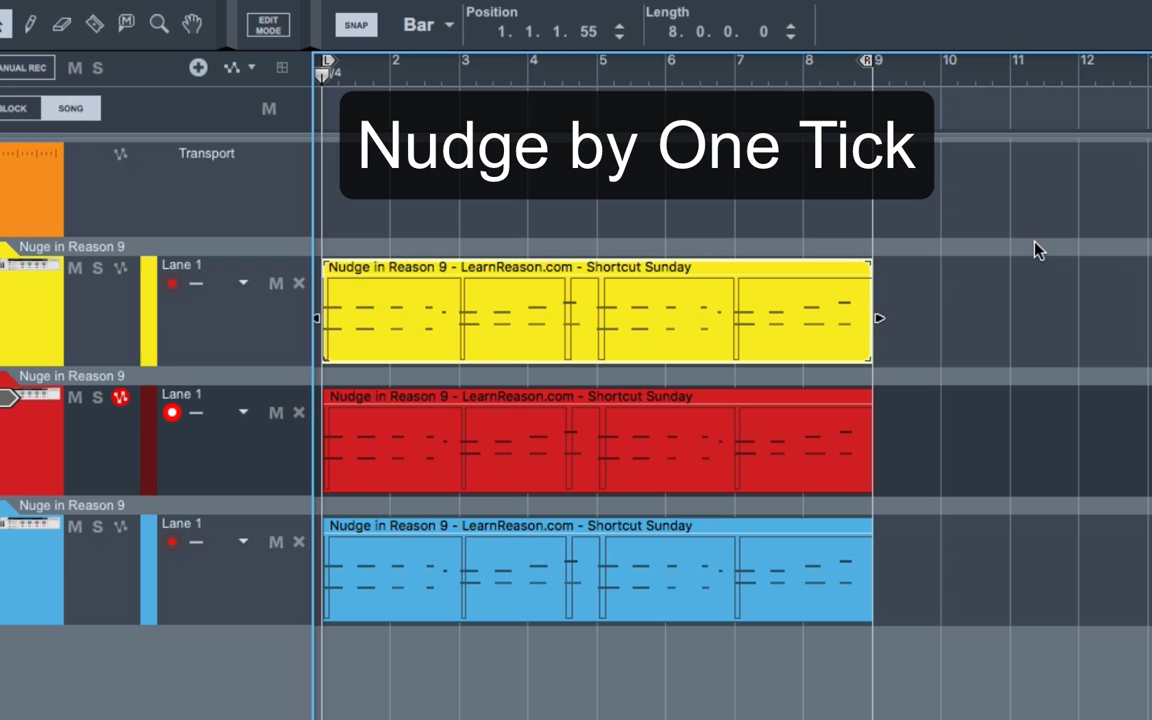 Position
Length
EDIT
MODE
SNAP
Bar
1. 1. 1. 55
8. 0. 0. 0
ANUAL REC
M S
L
/4
2
3
4
5
6
7
8
R
9
10
11
12
LOCK
SONG
M
Nudge by One Tick
Transport
Nuge in Reason 9
M S
Lane 1
M
Nudge in Reason 9 - LearnReason.com - Shortcut Sunday
Nuge in Reason 9
M S
Lane 1
M
Nudge in Reason 9 - LearnReason.com - Shortcut Sunday
Nuge in Reason 9
M S
Lane 1
M
Nudge in Reason 9 - LearnReason.com - Shortcut Sunday